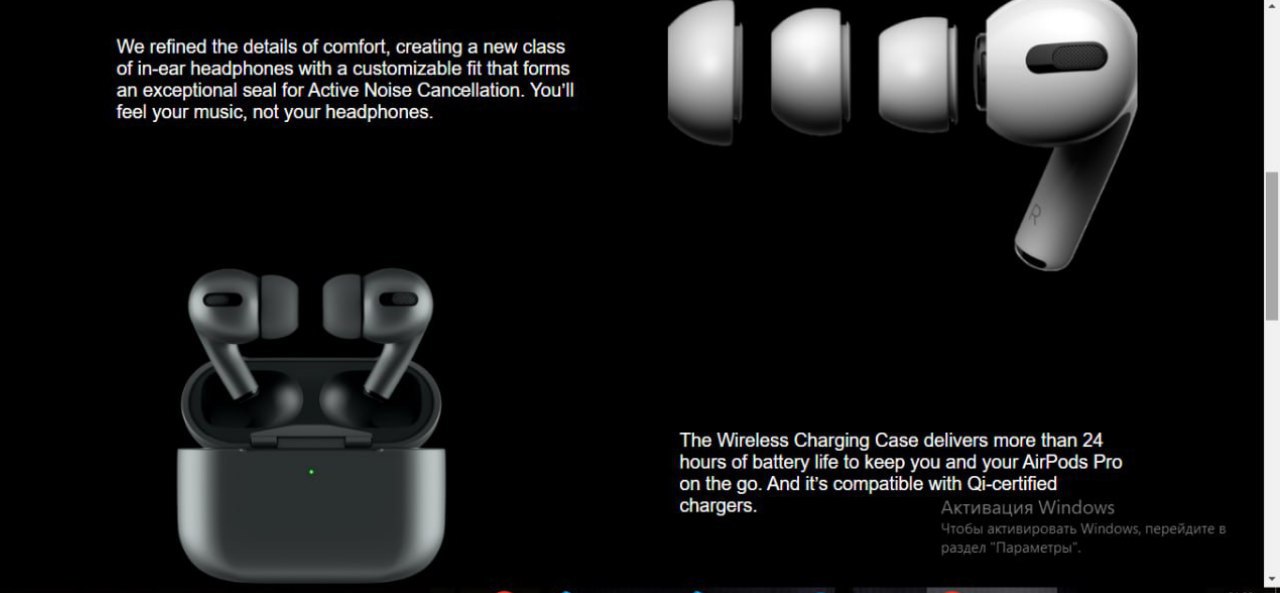 We refined the details of comfort, creating a new class
of in-ear headphones with a customizable fit that forms
an exceptional seal for Active Noise Cancellation. You’ll
feel your music, not your headphones.
R
The Wireless Charging Case delivers more than 24
hours of battery life to keep you and your AirPods Pro
on the go. And it’s compatible with Qi-certified
chargers.
Активация Windows
Чтобы активировать Windows, перейдите в
раздел "Параметры".